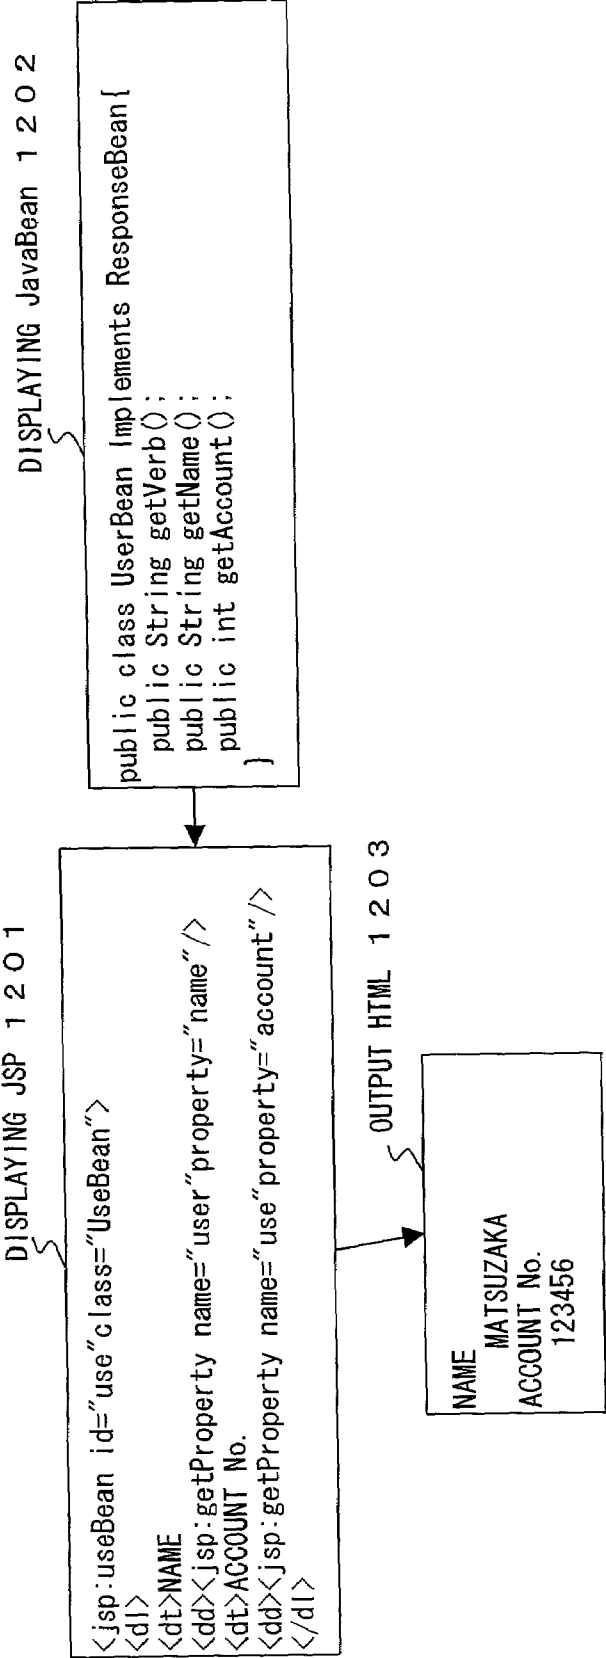 DISPLAYING JSP 1201
<jsp:useBean id="use"class="UseBean">
<dl>
<dt>NAME
<dd><jsp:getProperty name="user"property="name"/>
<dt>ACCOUNT No.
<dd><jsp:getProperty name="use"property="account"/>
</dl>
DISPLAYING JavaBean 1202
public class UserBean Implements ResponseBean{
public String getVerb();
public String getName();
public int getAccount();
}
OUTPUT HTML 1203
NAME
MATSUZAKA
ACCOUNT No.
123456